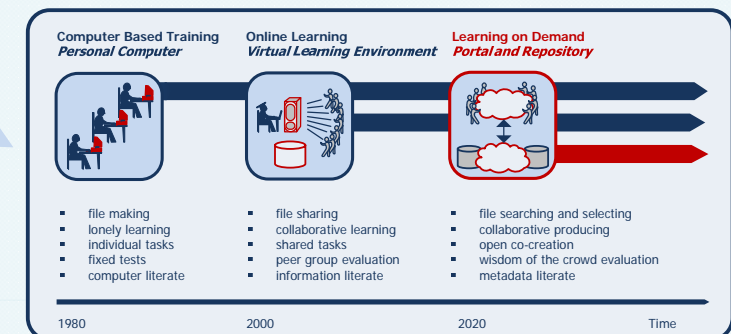 Computer Based Training
Personal Computer
Online Learning
Virtual Learning Environment
Learning on Demand
Portal and Repository
file making
lonely learning
individual tasks
fixed tests
computer literate
file sharing
collaborative learning
shared tasks
peer group evaluation
information literate
file searching and selecting
collaborative producing
open co-creation
wisdom of the crowd evaluation
metadata literate
1980 2000 2020 Time